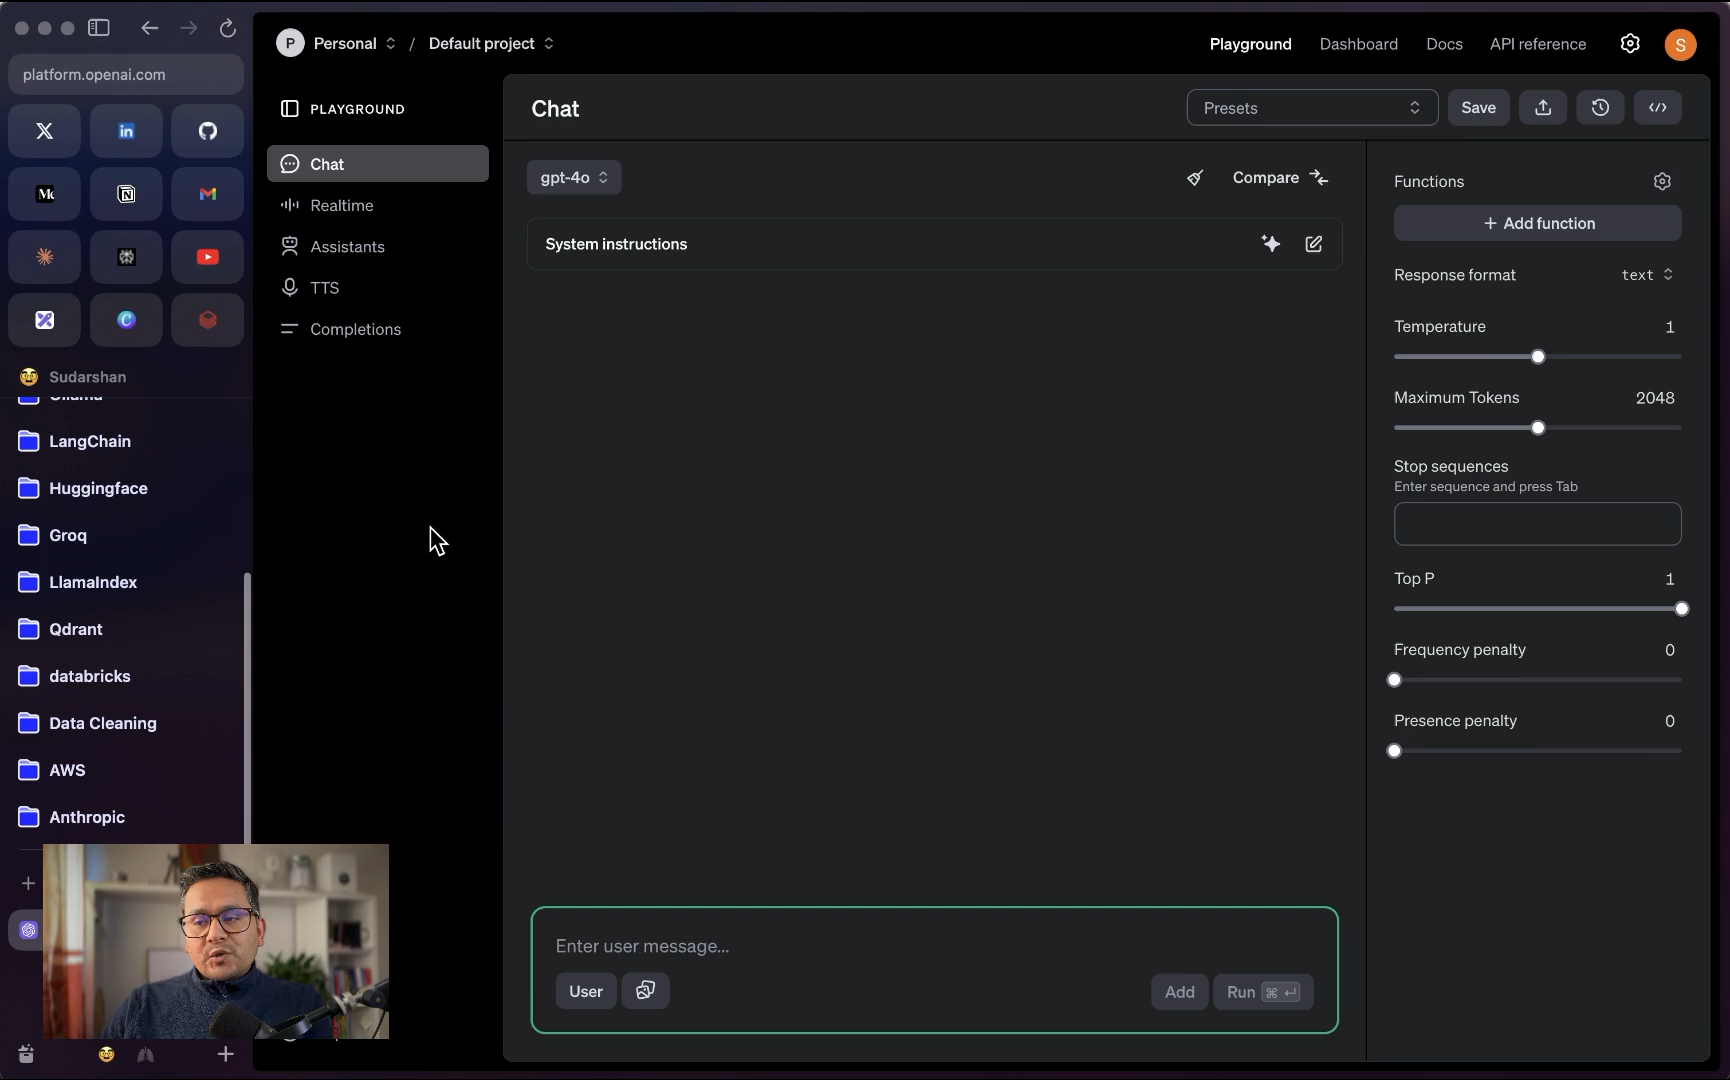 platform.openai.com
P Personal / Default project
Playground Dashboard Docs API reference S
PLAYGROUND
Chat
Realtime
Assistants
TTS
Completions
Sudarshan
LangChain
Huggingface
Groq
LlamaIndex
Qdrant
databricks
Data Cleaning
AWS
Anthropic
Chat
Presets
Save
gpt-4o
Compare
System instructions
Enter user message...
User
Add
Run ⌘ ↵
Functions
+ Add function
Response format text
Temperature 1
Maximum Tokens 2048
Stop sequences
Enter sequence and press Tab
Top P 1
Frequency penalty 0
Presence penalty 0